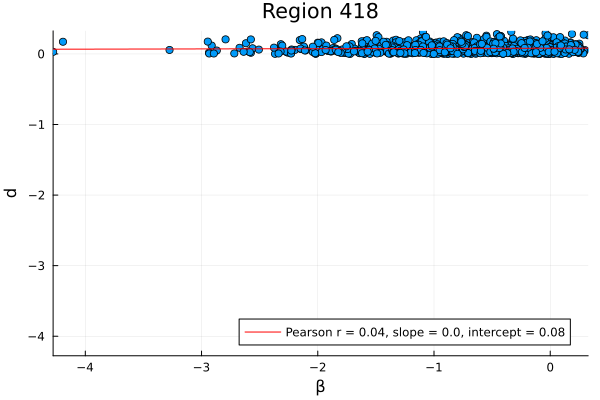 Region 418
d
0
−1
−2
−3
−4
Pearson r = 0.04, slope = 0.0, intercept = 0.08
−4 −3 −2 −1 0
β